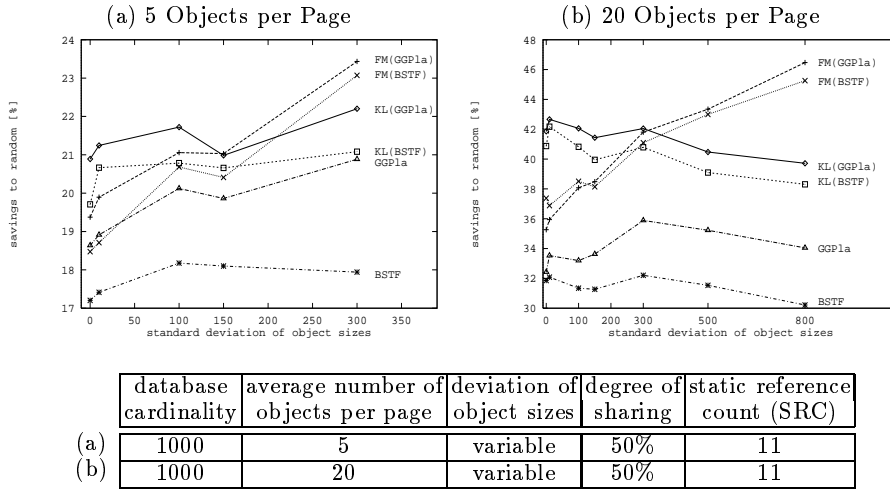 (a) 5 Objects per Page
24
23
22
21
20
19
18
17
savings to random [%]
FM(GGPla)
FM(BSTF)
KL(GGPla)
KL(BSTF)
GGPla
BSTF
0 50 100 150 200 250 300 350
standard deviation of object sizes
(b) 20 Objects per Page
48
46
44
42
40
38
36
34
32
30
savings to random [%]
FM(GGPla)
FM(BSTF)
KL(GGPla)
KL(BSTF)
GGPla
BSTF
0 100 200 300 500 800
standard deviation of object sizes
database average number of deviation of degree of static reference
cardinality objects per page object sizes sharing count (SRC)
(a) 1000 5 variable 50% 11
(b) 1000 20 variable 50% 11